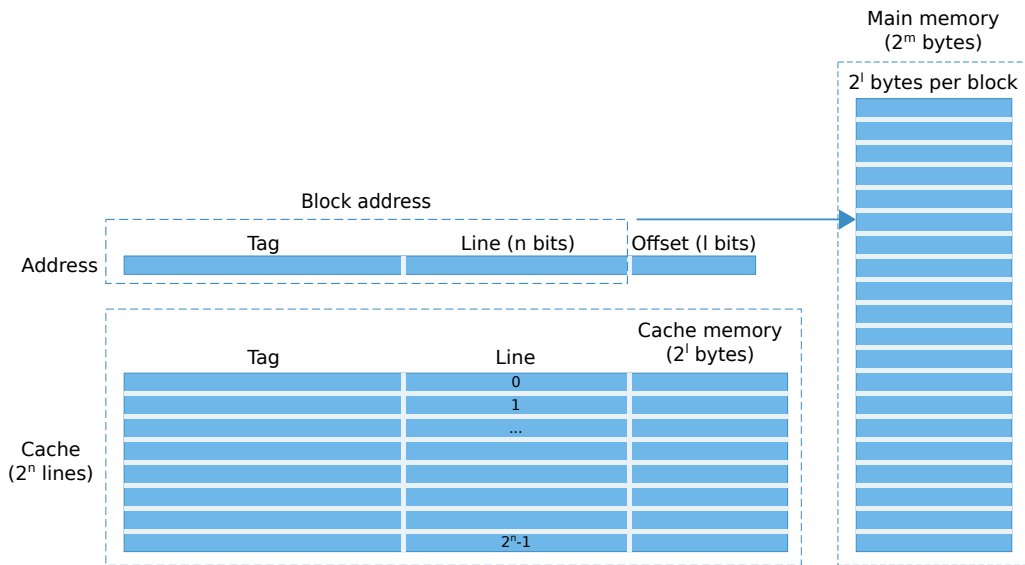 Main memory
(2ᵐ bytes)
2ˡ bytes per block
Block address
Tag
Line (n bits)
Offset (l bits)
Address
Cache memory
(2ˡ bytes)
Tag
Line
0
1
...
Cache
(2ⁿ lines)
2ⁿ-1